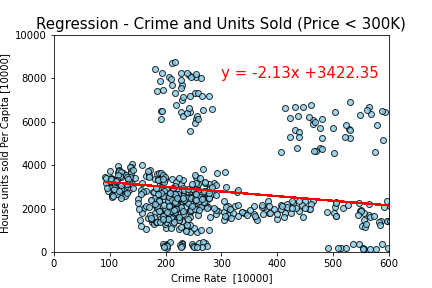 Regression - Crime and Units Sold (Price < 300K)
y = -2.13x +3422.35
House units sold Per Capita [10000]
10000
8000
6000
4000
2000
0
0 100 200 300 400 500 600
Crime Rate [10000]